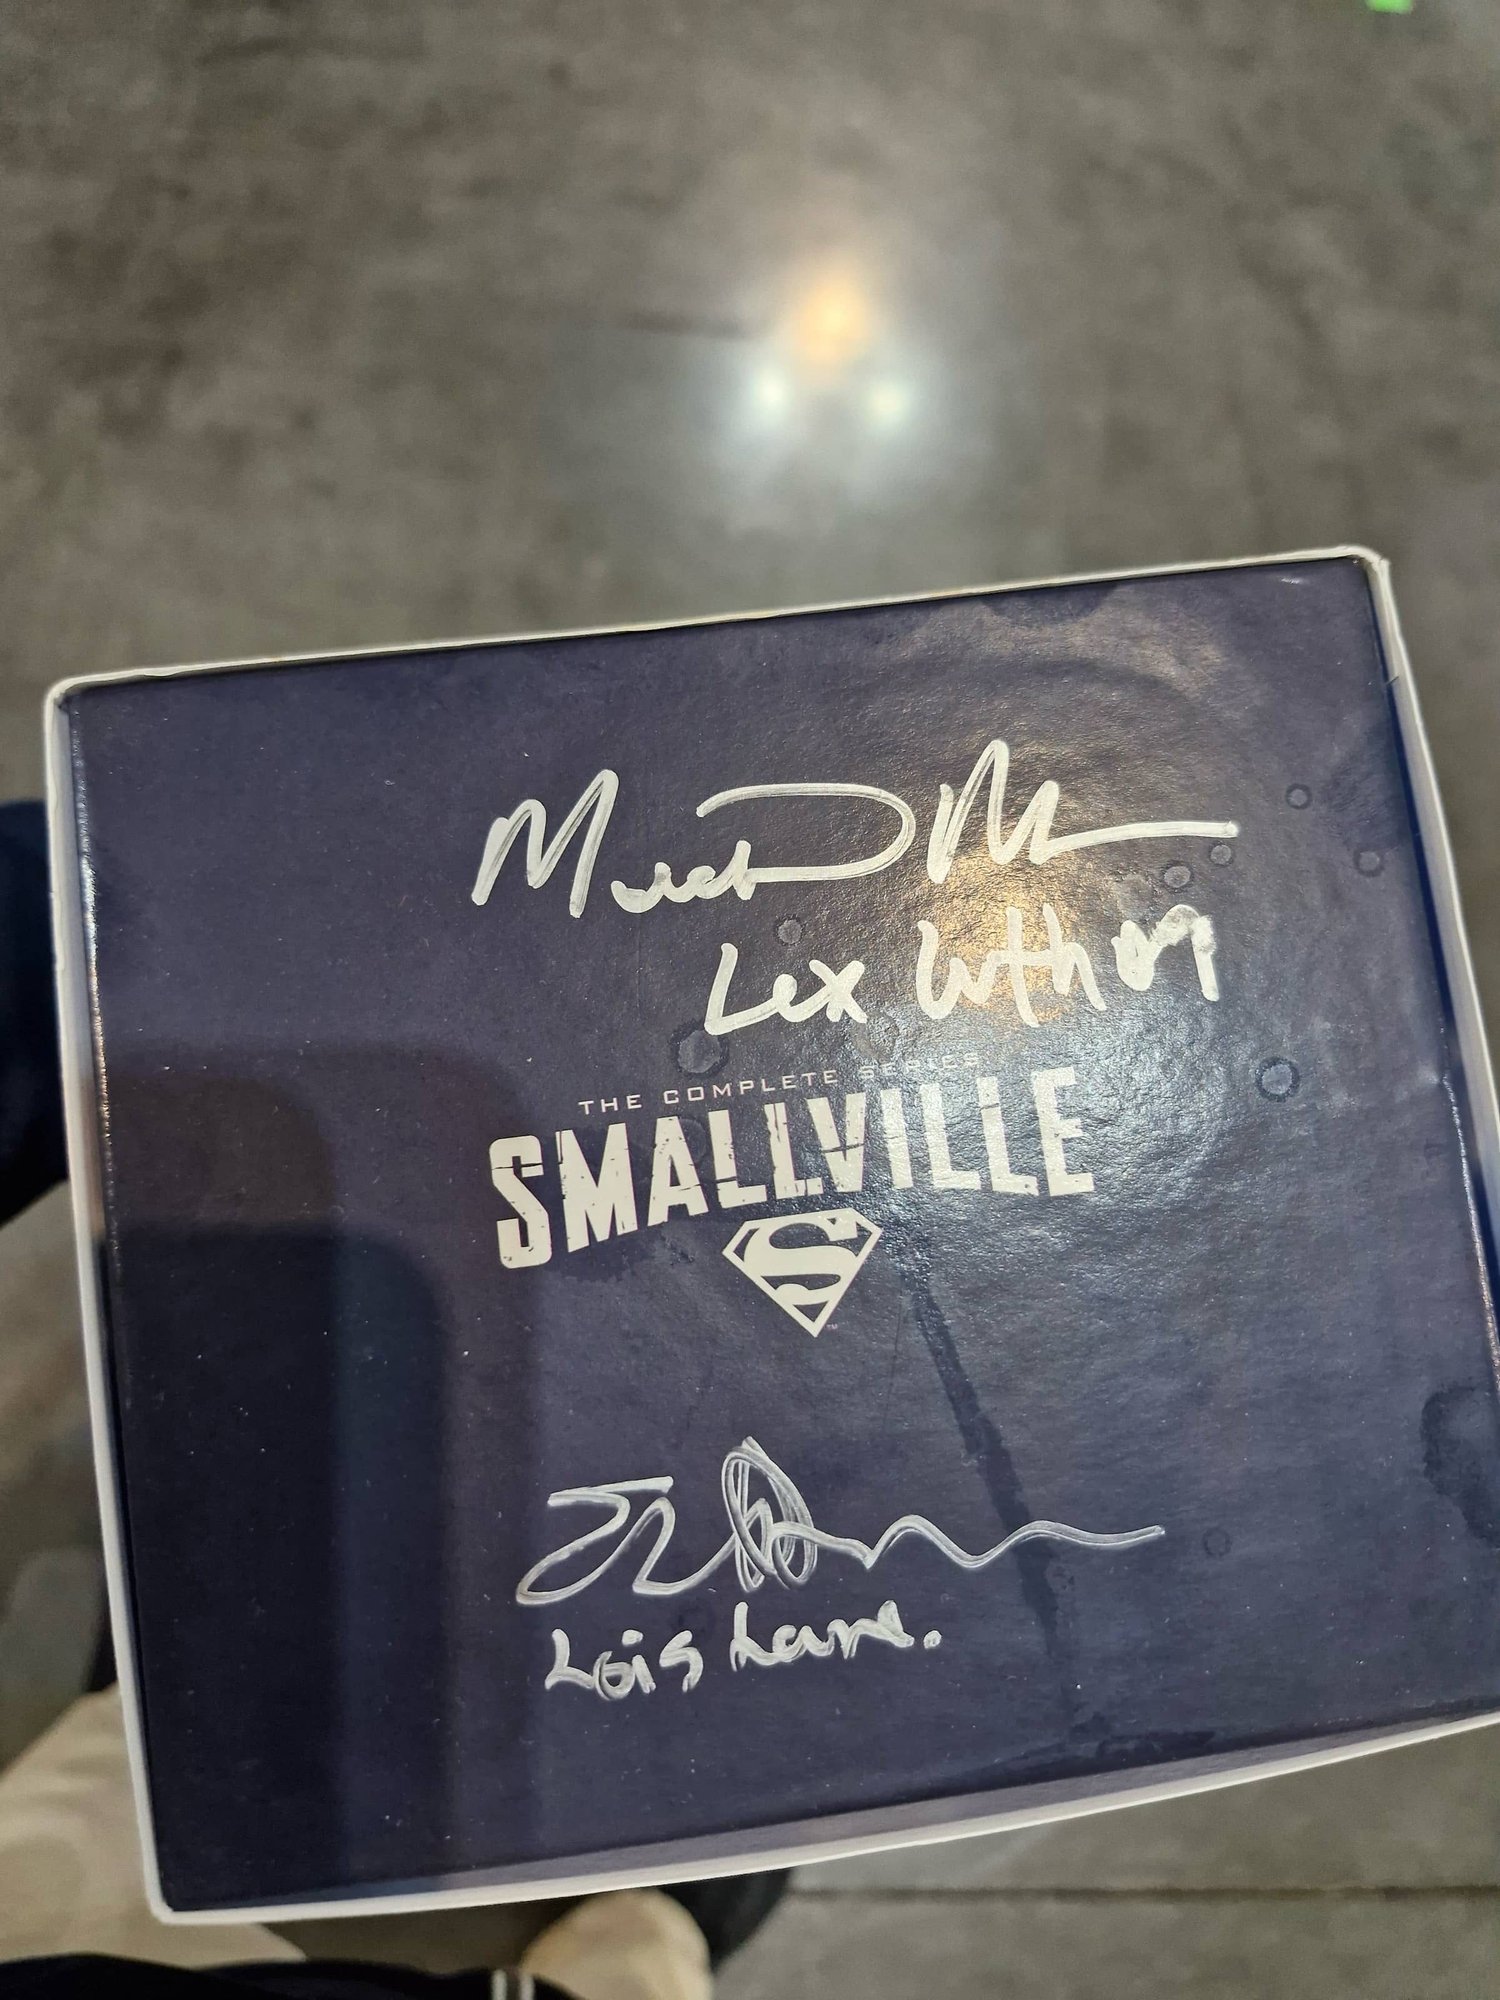 Lex Luthor
THE COMPLETE SERIES
SMALLVILLE
S
Lois Lane.